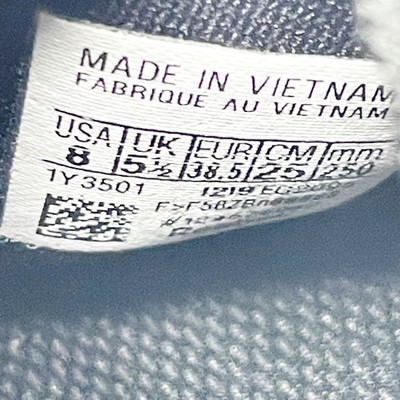 MADE IN VIETNAM
FABRIQUE AU VIETNAM
USA UK EUR CM mm
8 5½ 38.5 25 250
1Y3501 1219